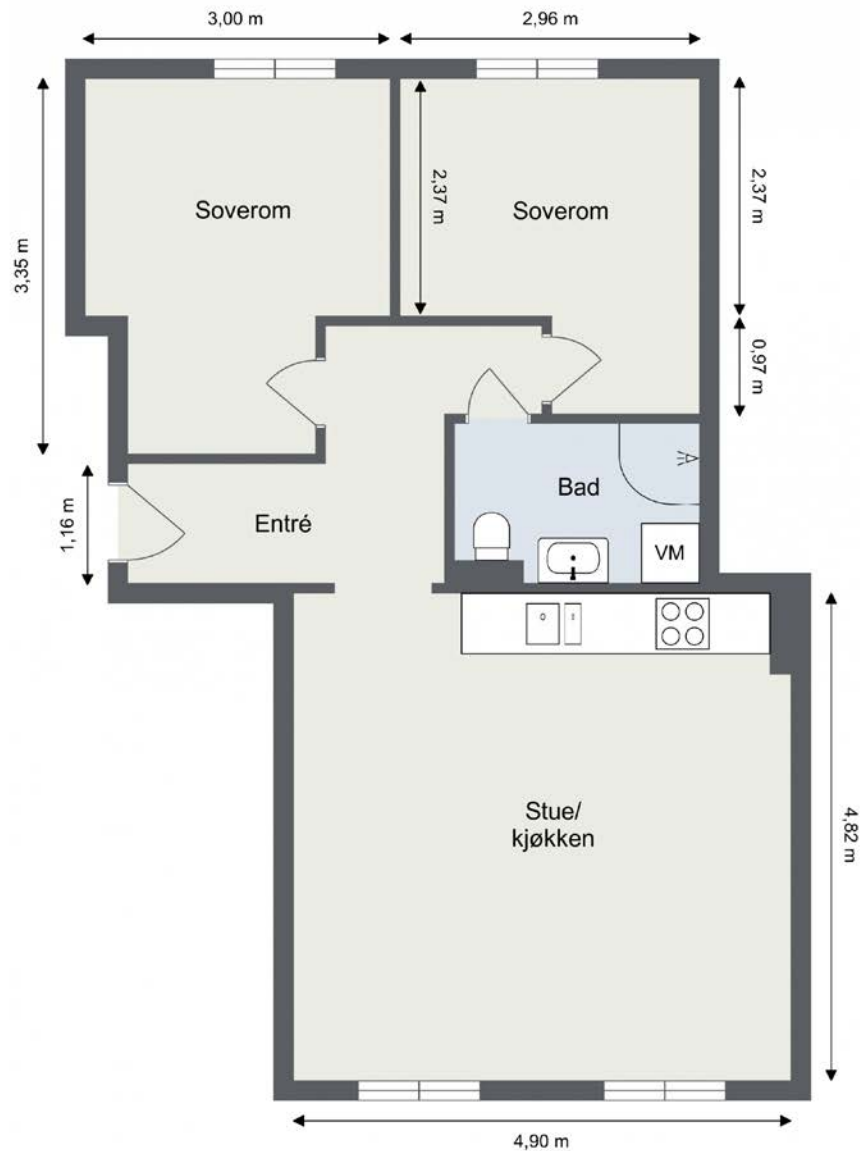 3,00 m
2,96 m
3,35 m
Soverom
2,37 m
Soverom
2,37 m
0,97 m
1,16 m
Entré
Bad
VM
Stue/
kjøkken
4,82 m
4,90 m